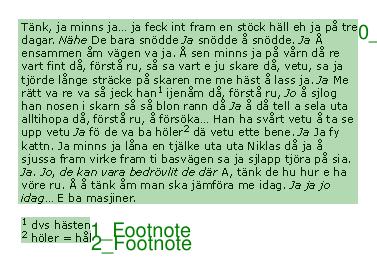 Tänk, ja minns ja... ja feck int fram en stöck häll eh ja på tre
dagar. Nähe De bara snödde Ja snödde å snödde. Ja Å
ensammen åm vägen va ja. Å sen minns ja på vårn då re
vart fint då, förstå ru, så sa vart e ju skare då, vetu, sa ja
tjörde långe sträcke på skaren me me häst å lass ja. Ja Me
rätt va re va så jeck han1 ijenåm då, förstå ru, Jo å sjlog
han nosen i skarn så så blon rann då Ja å då tell a sela uta
alltihopa då, förstå ru, å försöka... Han ha svårt vetu å ta se
upp vetu Ja fö de va ba höler2 dä vetu ette bene. Ja Ja fy
kattn. Ja minns ja låna en tjälke uta uta Niklas då ja å
sjussa fram virke fram ti basvägen sa ja sjlapp tjöra på sia.
Ja. Jo, de kan vara bedrövlit de där A, tänk de hu hur e ha
vöre ru. Å å tänk åm man ska jämföra me idag. Ja ja jo
idag... E ba masjiner.
1 dvs hästen
2 höler = hål
0_
1_Footnote
2_Footnote